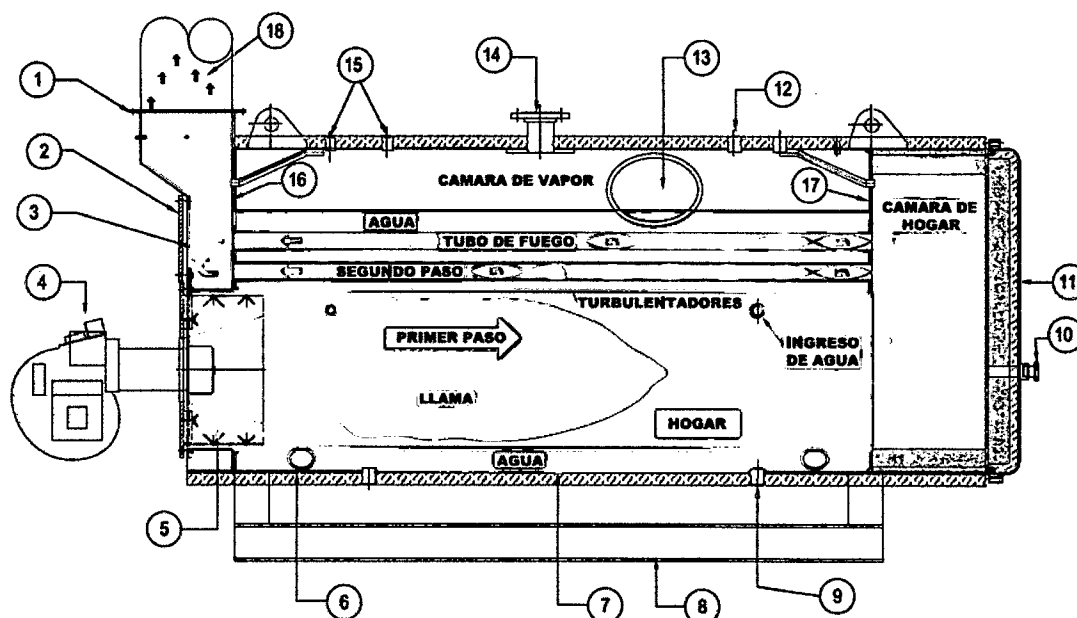 18
14
15
13
1
12
2
16
CAMARA DE VAPOR
17
3
CAMARA DE
HOGAR
AGUA
TUBO DE FUEGO
SEGUNDO PASO
11
4
TURBULENTADORES
PRIMER PASO
INGRESO
DE AGUA
10
LLAMA
HOGAR
AGUA
5
6
7
8
9